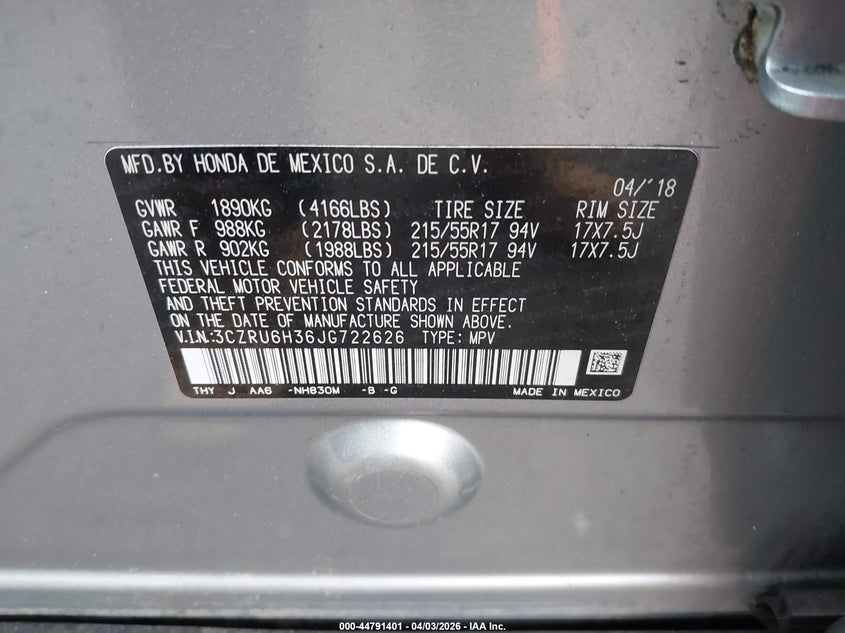 MFD.BY HONDA DE MEXICO S.A. DE C.V.
04/'18
GVWR 1890KG (4166LBS) TIRE SIZE RIM SIZE
GAWR F 988KG (2178LBS) 215/55R17 94V 17X7.5J
GAWR R 902KG (1988LBS) 215/55R17 94V 17X7.5J
THIS VEHICLE CONFORMS TO ALL APPLICABLE
FEDERAL MOTOR VEHICLE SAFETY
AND THEFT PREVENTION STANDARDS IN EFFECT
ON THE DATE OF MANUFACTURE SHOWN ABOVE.
V.I.N.:3CZRU6H36JG722626 TYPE: MPV
THY J AA6 -NH830M -B -G MADE IN MEXICO
000-44791401 - 04/03/2026 - IAA Inc.